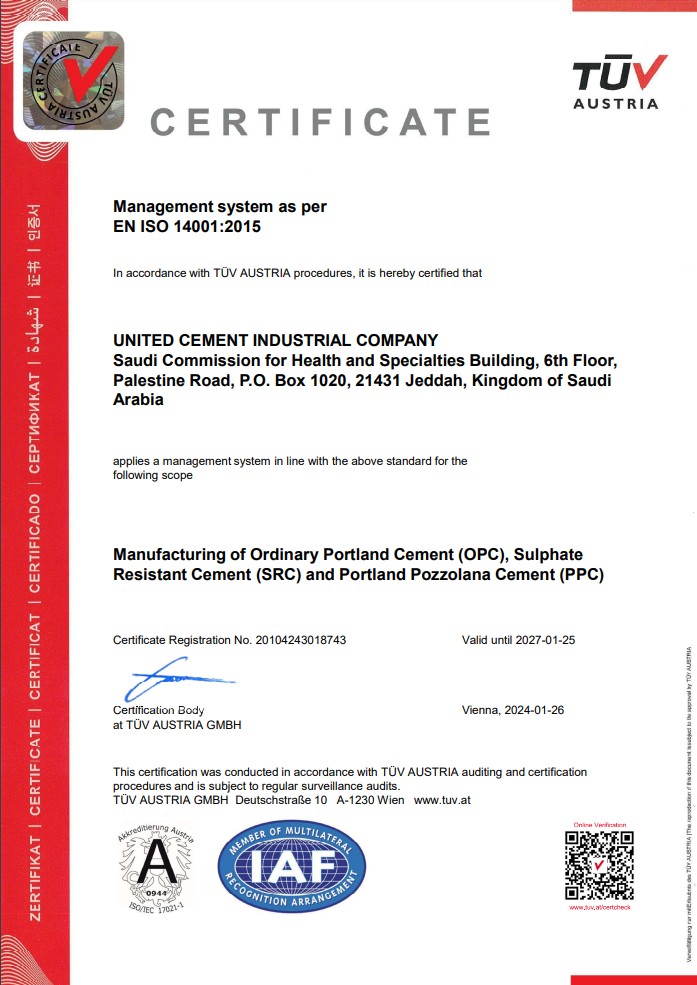 CERTIFICATE
TÜV AUSTRIA
TÜV
AUSTRIA
CERTIFICATE
Management system as per
EN ISO 14001:2015
In accordance with TÜV AUSTRIA procedures, it is hereby certified that
UNITED CEMENT INDUSTRIAL COMPANY
Saudi Commission for Health and Specialties Building, 6th Floor,
Palestine Road, P.O. Box 1020, 21431 Jeddah, Kingdom of Saudi
Arabia
applies a management system in line with the above standard for the
following scope
Manufacturing of Ordinary Portland Cement (OPC), Sulphate
Resistant Cement (SRC) and Portland Pozzolana Cement (PPC)
Certificate Registration No. 20104243018743
Valid until 2027-01-25
Certification Body
at TÜV AUSTRIA GMBH
Vienna, 2024-01-26
This certification was conducted in accordance with TÜV AUSTRIA auditing and certification
procedures and is subject to regular surveillance audits.
TÜV AUSTRIA GMBH Deutschstraße 10 A-1230 Wien www.tuv.at
Akkreditierung Austria
A
0944
ISO/IEC 17021-1
MEMBER OF MULTILATERAL
IAF
RECOGNITION ARRANGEMENT
Online Verification
www.tuv.at/certcheck
ZERTIFIKAT | CERTIFICATE | CERTIFICAT | CERTIFICADO | СЕРТИФИКАТ | شهادة | 证书 | 인증서
Vervielfältigung nur mit Erlaubnis des TÜV AUSTRIA | The reproduction of this document is subject to the approval by TÜV AUSTRIA